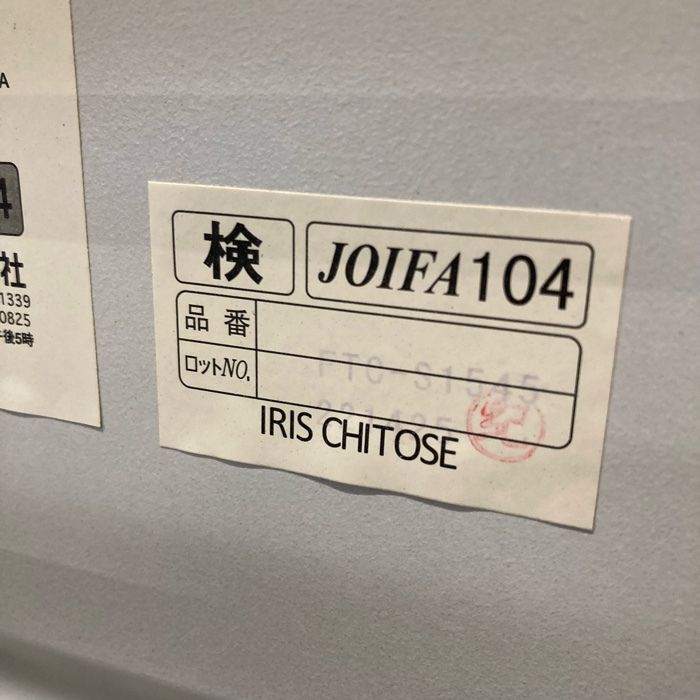 A
4
社
1339
0825
午後5時
検
JOIFA104
品番
FTC-S1545
ロットNO.
IRIS CHITOSE